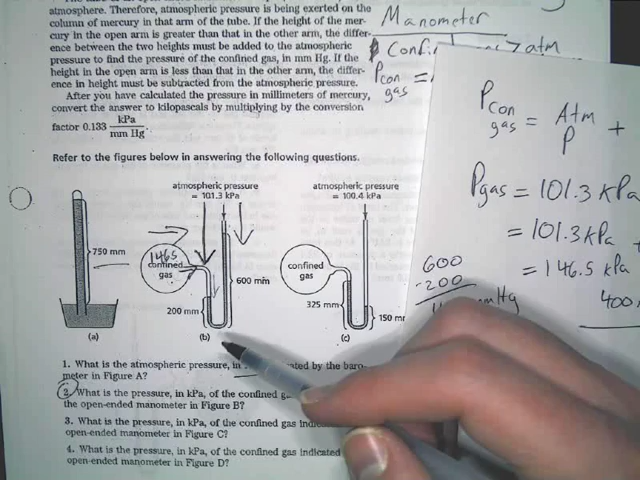 atmosphere. Therefore, atmospheric pressure is being exerted on the
column of mercury in that arm of the tube. If the height of the mer-
cury in the open arm is greater than that in the other arm, the differ-
ence between the two heights must be added to the atmospheric
pressure to find the pressure of the confined gas, in mm Hg. If the
height in the open arm is less than that in the other arm, the differ-
ence in height must be subtracted from the atmospheric pressure.
After you have calculated the pressure in millimeters of mercury,
convert the answer to kilopascals by multiplying by the conversion
factor 0.133 kPa
mm Hg.
Refer to the figures below in answering the following questions.
atmospheric pressure
= 101.3 kPa
atmospheric pressure
= 100.4 kPa
750 mm
146.5
confined
gas
600 mm
200 mm
confined
gas
325 mm
150 mm
(a)
(b)
(c)
1. What is the atmospheric pressure, in
meter in Figure A?
2. What is the pressure, in kPa, of the confined
the open-ended manometer in Figure B?
3. What is the pressure, in kPa, of the confined gas
open-ended manometer in Figure C?
4. What is the pressure, in kPa, of the confined gas indicated
open-ended manometer in Figure D?
Manometer
> atm
Pcon =
gas
Pcon = Atm +
gas P
Pgas = 101.3 kPa
= 101.3 kPa
= 146.5 kPa
600
-200
mmHg
400